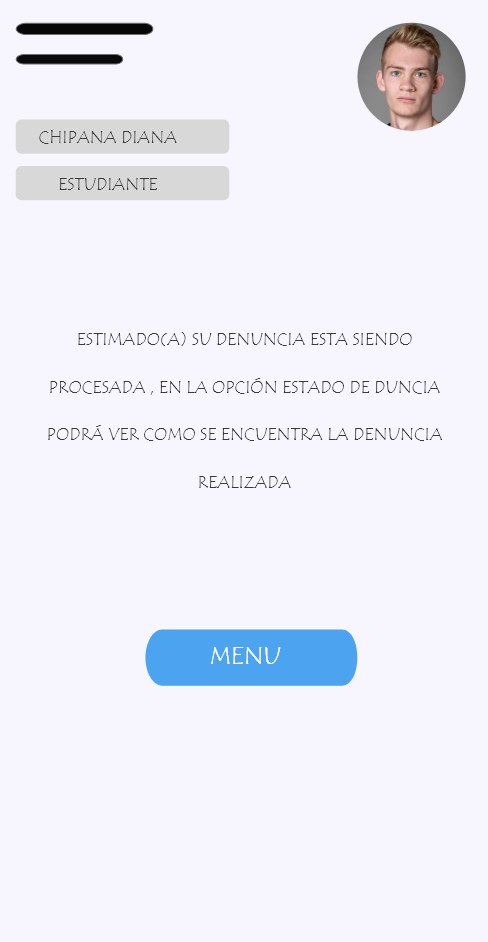 CHIPANA DIANA
ESTUDIANTE
ESTIMADO(A) SU DENUNCIA ESTA SIENDO
PROCESADA , EN LA OPCIÓN ESTADO DE DUNCIA
PODRÁ VER COMO SE ENCUENTRA LA DENUNCIA
REALIZADA
MENU